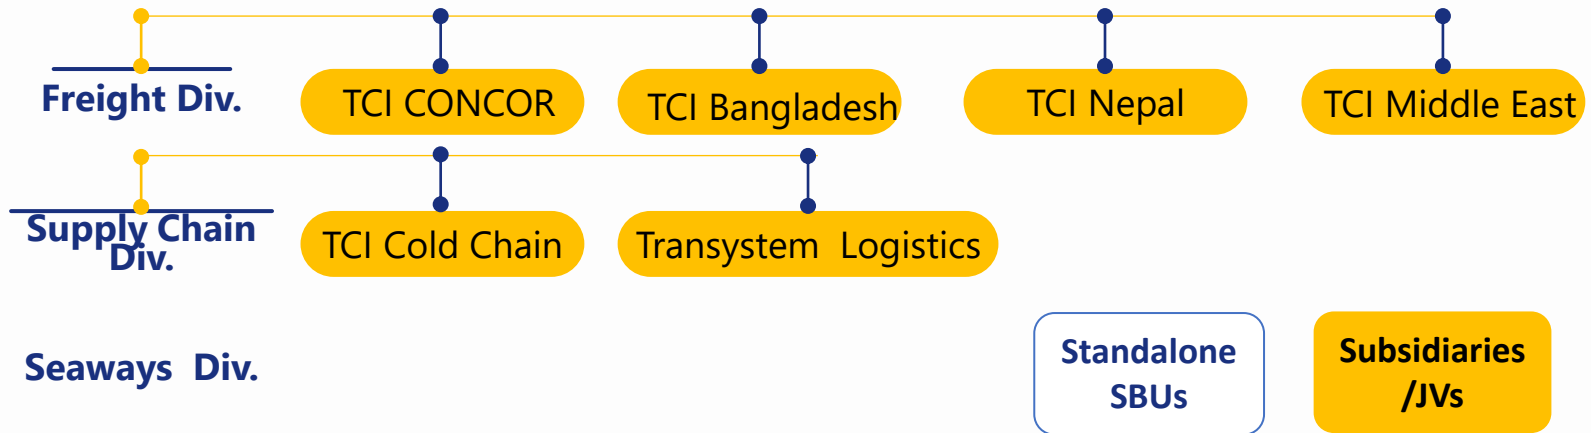 Freight Div.
TCI CONCOR
TCI Bangladesh
TCI Nepal
TCI Middle East
Supply Chain
Div.
TCI Cold Chain
Transystem Logistics
Seaways Div.
Standalone
SBUs
Subsidiaries
/JVs